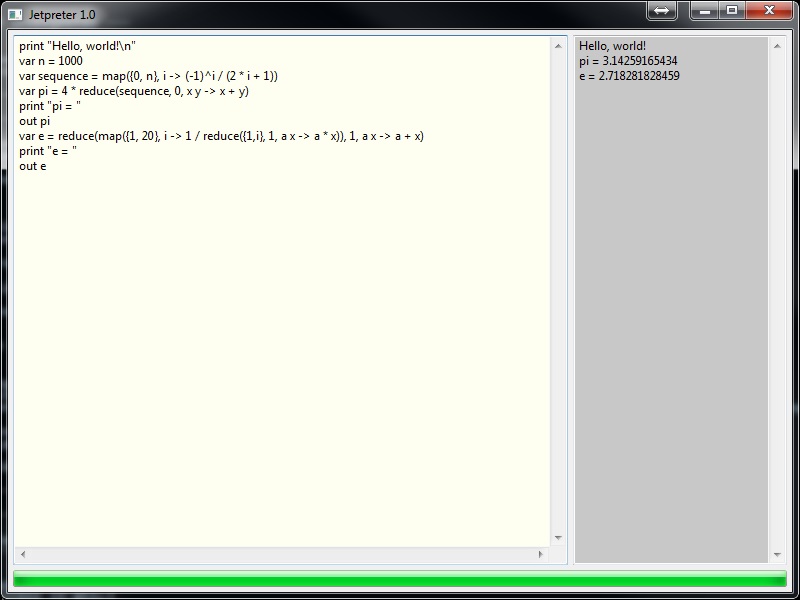 Jetpreter 1.0
print "Hello, world!\n"
var n = 1000
var sequence = map({0, n}, i -> (-1)^i / (2 * i + 1))
var pi = 4 * reduce(sequence, 0, x y -> x + y)
print "pi = "
out pi
var e = reduce(map({1, 20}, i -> 1 / reduce({1,i}, 1, a x -> a * x)), 1, a x -> a + x)
print "e = "
out e
Hello, world!
pi = 3.14259165434
e = 2.718281828459